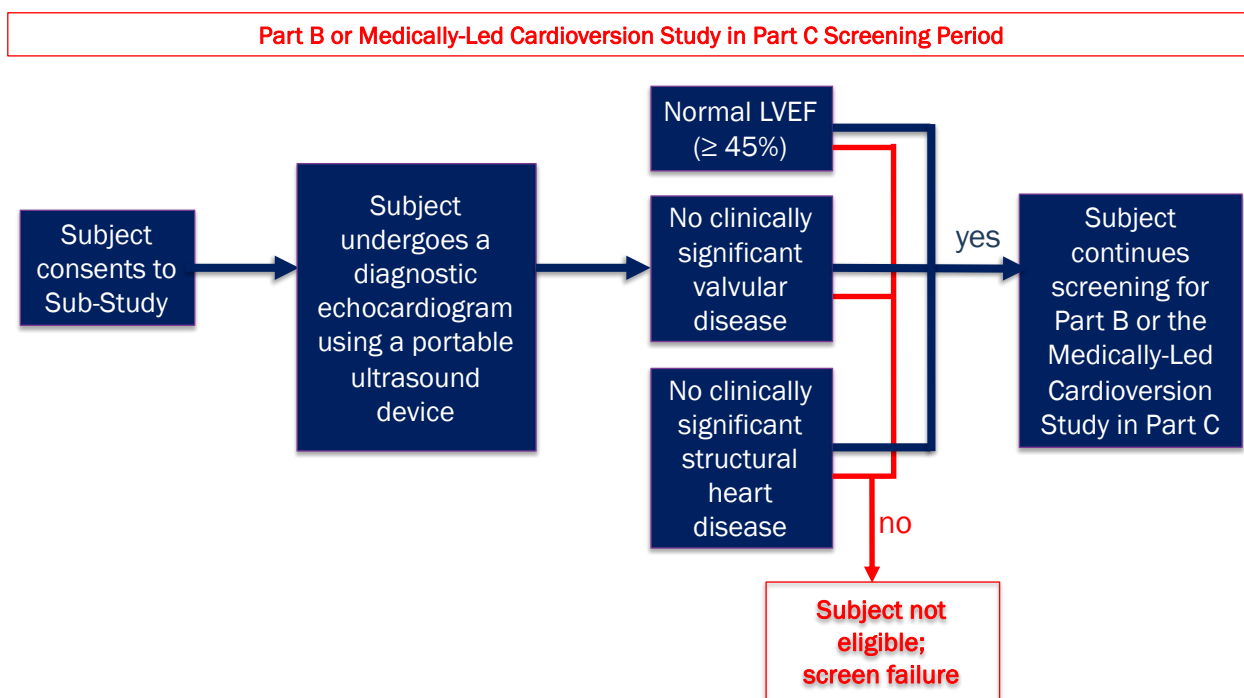 Part B or Medically-Led Cardioversion Study in Part C Screening Period
Subject
consents to
Sub-Study
Subject
undergoes a
diagnostic
echocardiogram
using a portable
ultrasound
device
Normal LVEF
(≥ 45%)
No clinically
significant
valvular
disease
No clinically
significant
structural
heart
disease
yes
no
Subject
continues
screening for
Part B or the
Medically-Led
Cardioversion
Study in Part C
Subject not
eligible;
screen failure